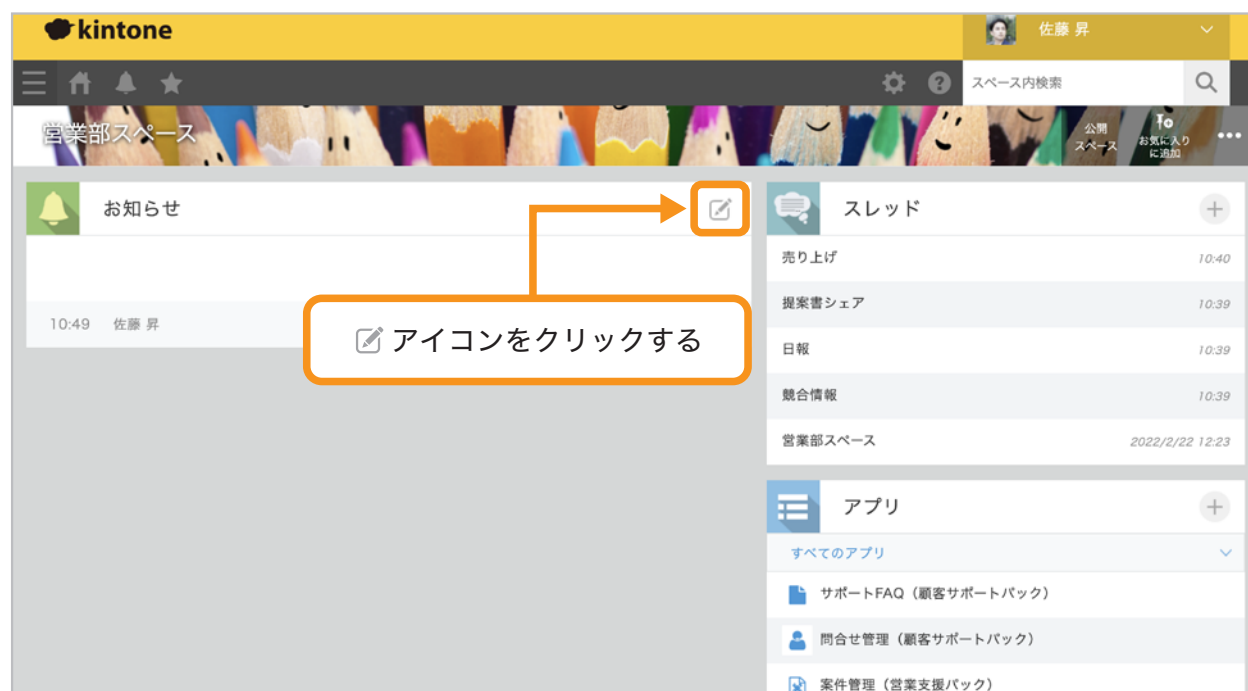 kintone
佐藤 昇
スペース内検索
営業部スペース
公開
スペース
お気に入り
に追加
お知らせ
10:49 佐藤 昇
アイコンをクリックする
スレッド
売り上げ 10:40
提案書シェア 10:39
日報 10:39
競合情報 10:39
営業部スペース 2022/2/22 12:23
アプリ
すべてのアプリ
サポートFAQ（顧客サポートパック）
問合せ管理（顧客サポートパック）
案件管理（営業支援パック）